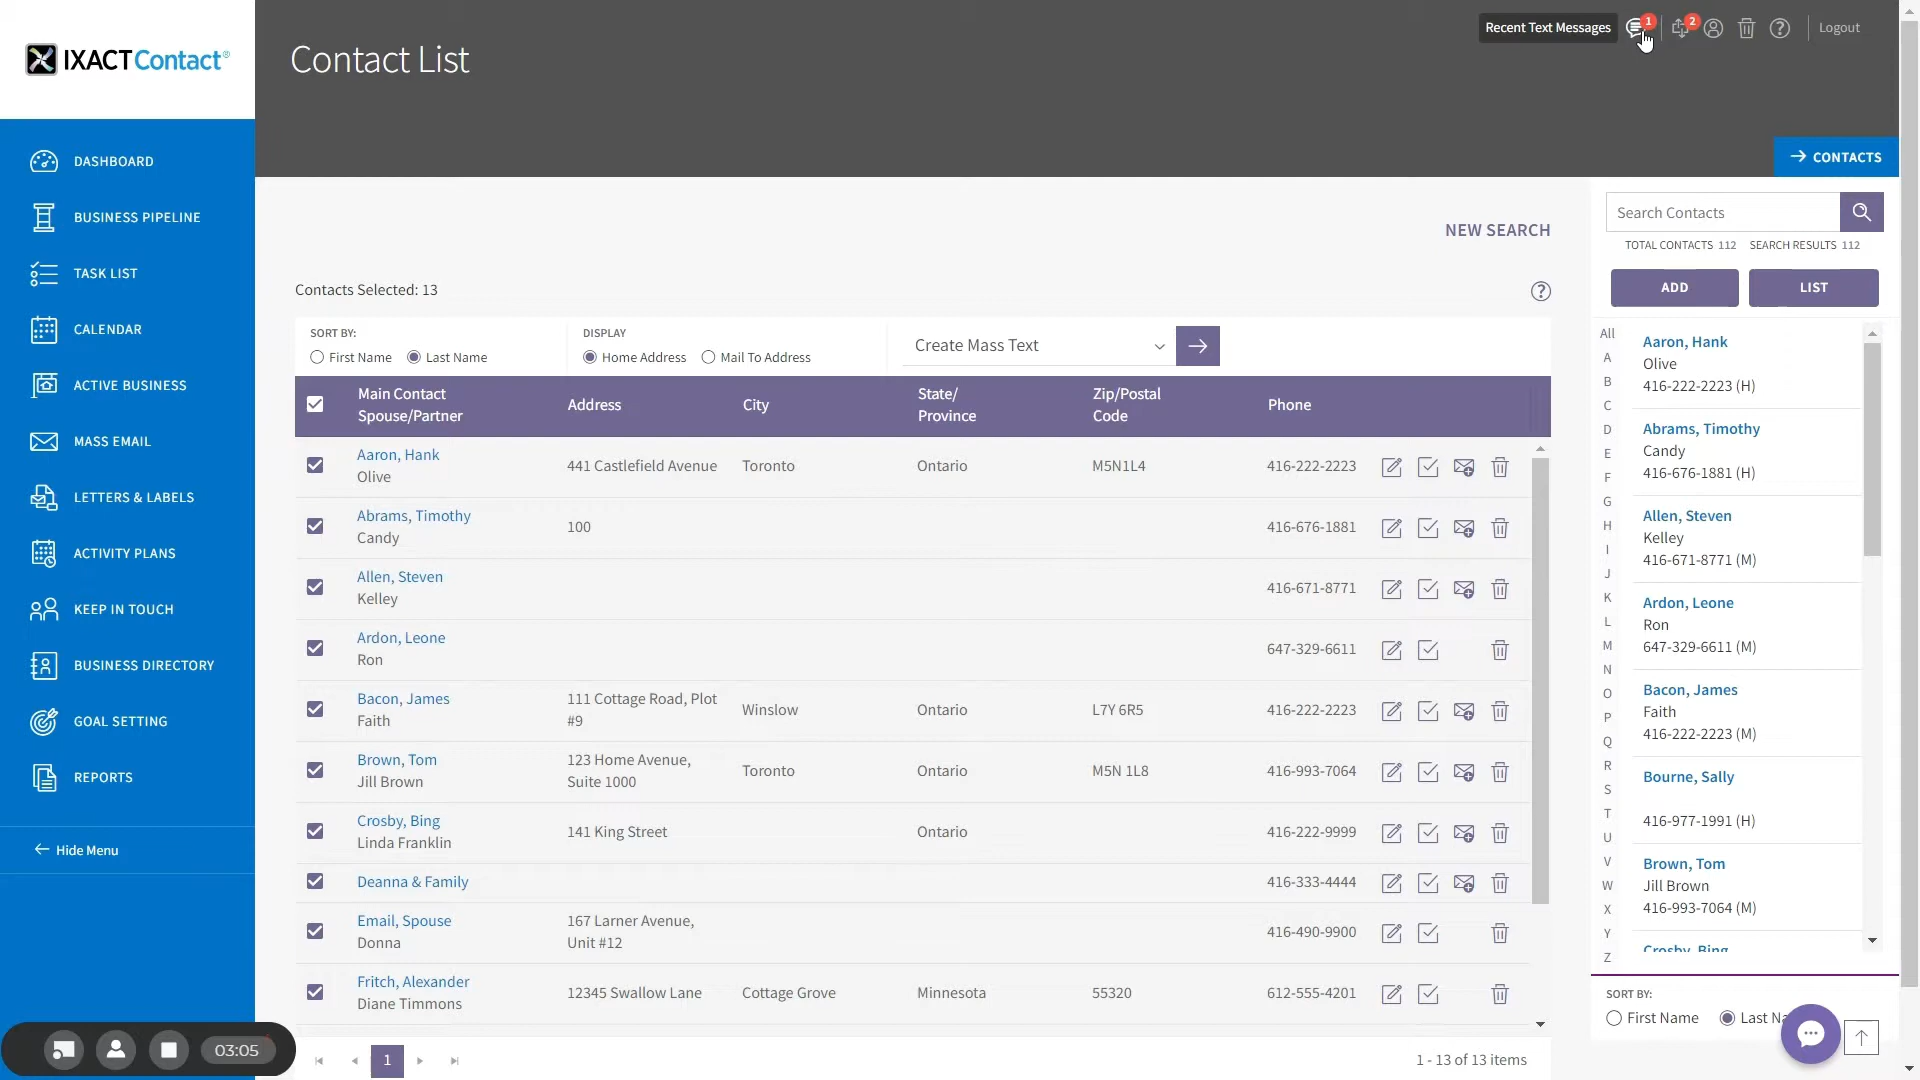 IXACTContact®
Contact List
Recent Text Messages
1
2
Logout
CONTACTS
DASHBOARD
BUSINESS PIPELINE
TASK LIST
CALENDAR
ACTIVE BUSINESS
MASS EMAIL
LETTERS & LABELS
ACTIVITY PLANS
KEEP IN TOUCH
BUSINESS DIRECTORY
GOAL SETTING
REPORTS
Hide Menu
03:05
NEW SEARCH
Contacts Selected: 13
?
SORT BY:
First Name Last Name
DISPLAY
Home Address Mail To Address
Create Mass Text
Main Contact
Spouse/Partner
Address
City
State/
Province
Zip/Postal
Code
Phone
Aaron, Hank
Olive
441 Castlefield Avenue
Toronto
Ontario
M5N1L4
416-222-2223
Abrams, Timothy
Candy
100
416-676-1881
Allen, Steven
Kelley
416-671-8771
Ardon, Leone
Ron
647-329-6611
Bacon, James
Faith
111 Cottage Road, Plot
#9
Winslow
Ontario
L7Y 6R5
416-222-2223
Brown, Tom
Jill Brown
123 Home Avenue,
Suite 1000
Toronto
Ontario
M5N 1L8
416-993-7064
Crosby, Bing
Linda Franklin
141 King Street
Ontario
416-222-9999
Deanna & Family
416-333-4444
Email, Spouse
Donna
167 Larner Avenue,
Unit #12
416-490-9900
Fritch, Alexander
Diane Timmons
12345 Swallow Lane
Cottage Grove
Minnesota
55320
612-555-4201
1
1 - 13 of 13 items
Search Contacts
TOTAL CONTACTS 112 SEARCH RESULTS 112
ADD
LIST
All
A
B
C
D
E
F
G
H
I
J
K
L
M
N
O
P
Q
R
S
T
U
V
W
X
Y
Z
Aaron, Hank
Olive
416-222-2223 (H)
Abrams, Timothy
Candy
416-676-1881 (H)
Allen, Steven
Kelley
416-671-8771 (M)
Ardon, Leone
Ron
647-329-6611 (M)
Bacon, James
Faith
416-222-2223 (M)
Bourne, Sally
416-977-1991 (H)
Brown, Tom
Jill Brown
416-993-7064 (M)
Crosby, Bing
SORT BY:
First Name Last Na